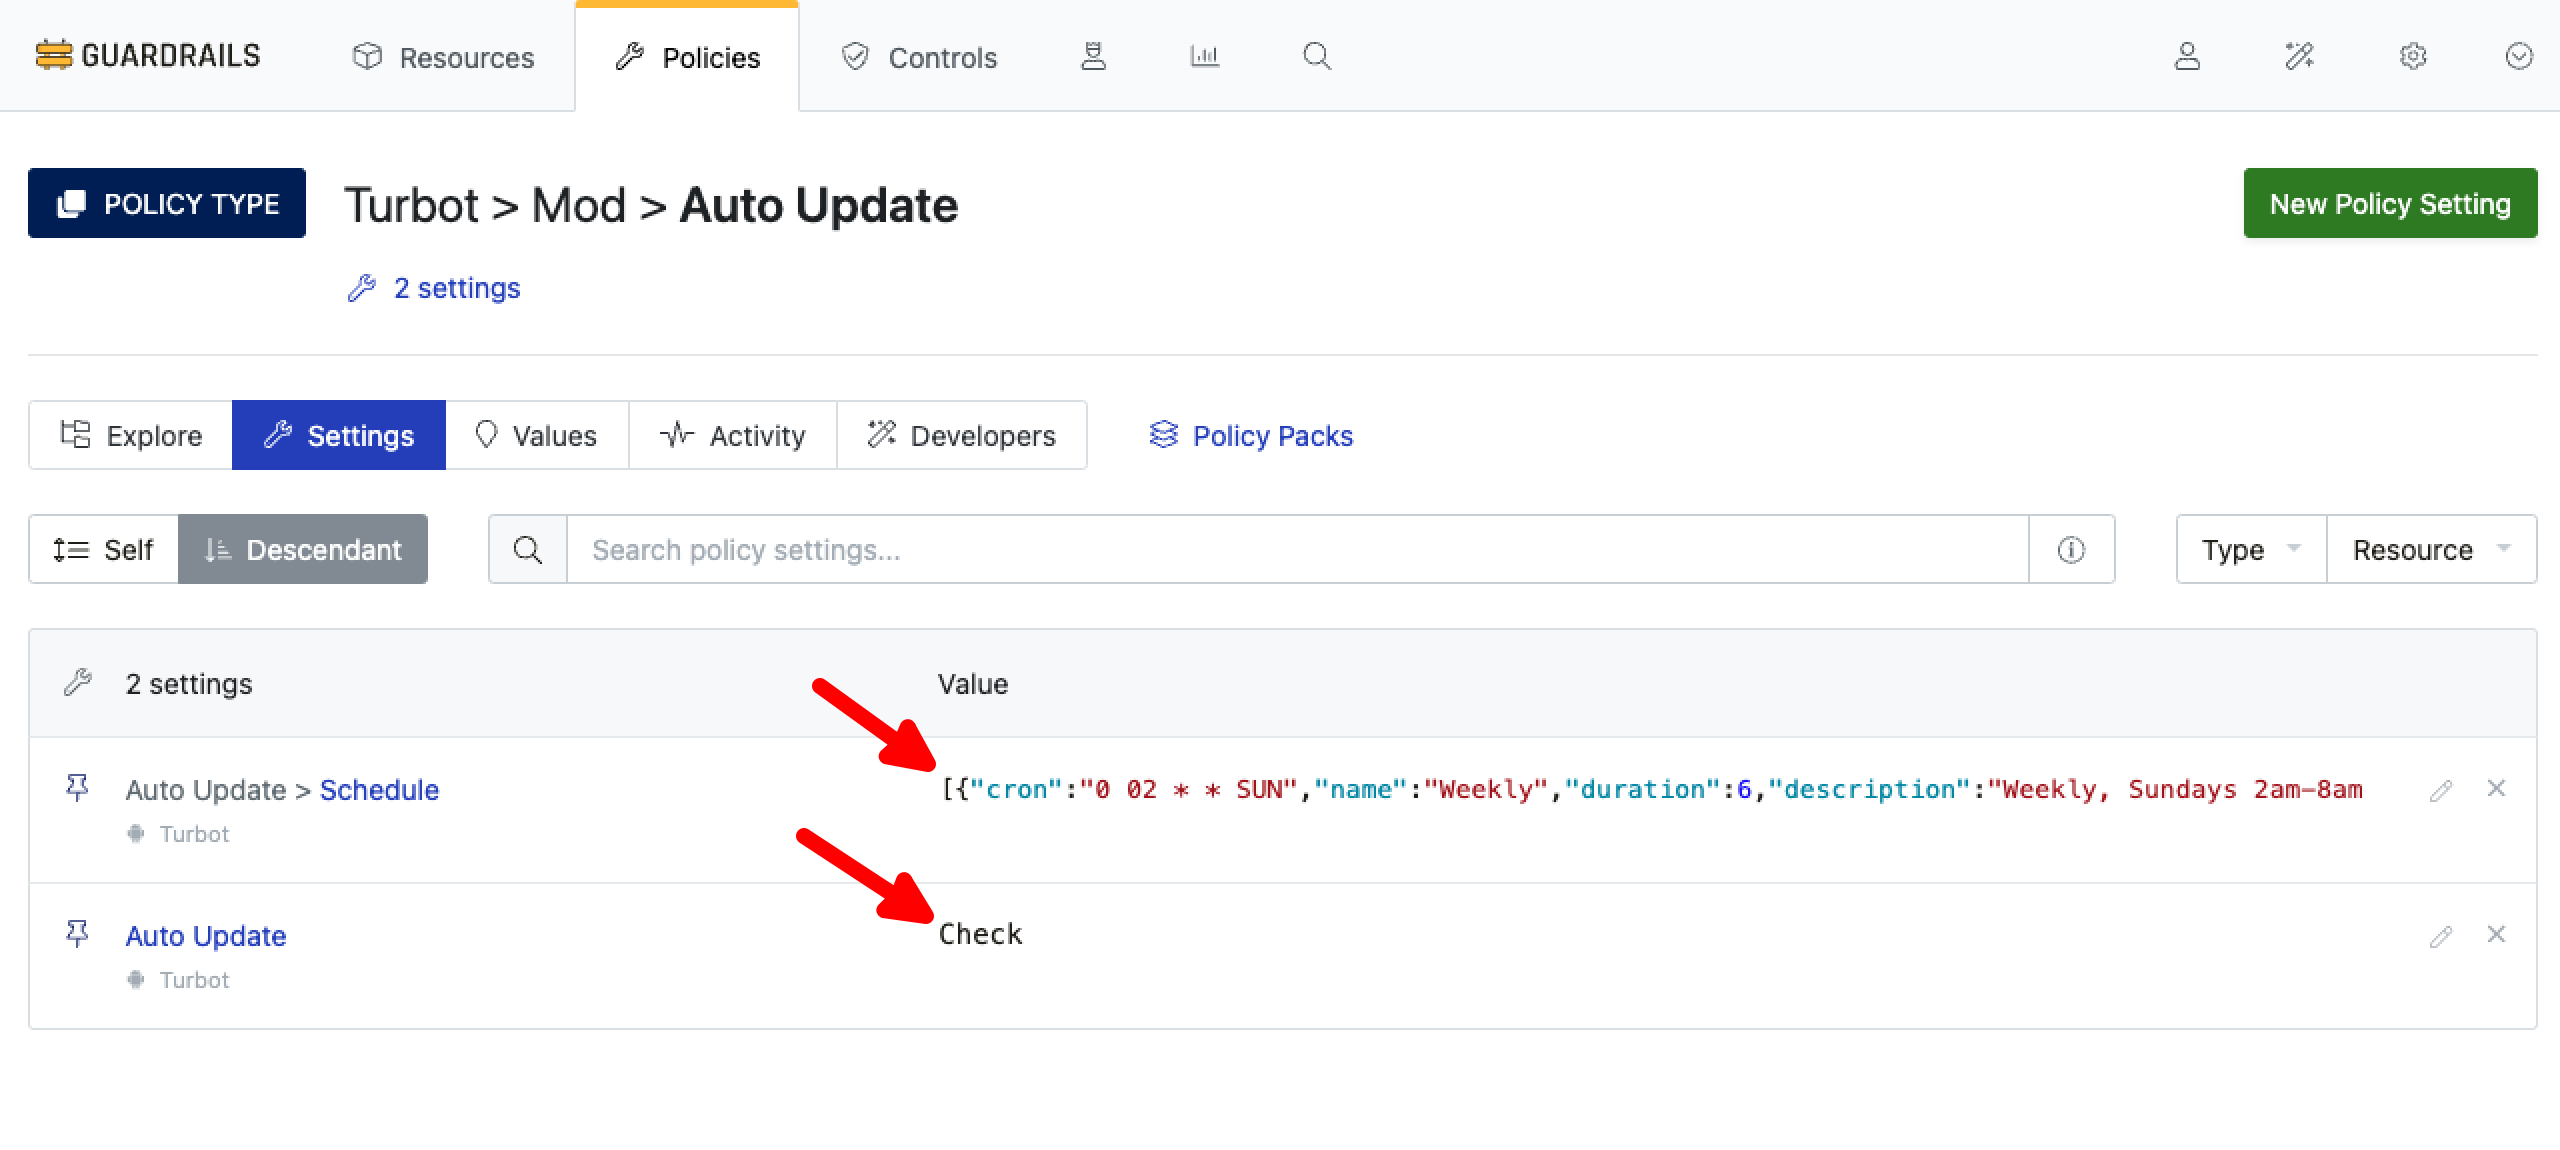 GUARDRAILS Resources Policies Controls
POLICY TYPE Turbot > Mod > Auto Update New Policy Setting
2 settings
Explore Settings Values Activity Developers Policy Packs
Self Descendant Search policy settings... Type Resource
2 settings Value
Auto Update > Schedule [{"cron":"0 02 * * SUN","name":"Weekly","duration":6,"description":"Weekly, Sundays 2am-8am
Turbot
Auto Update Check
Turbot